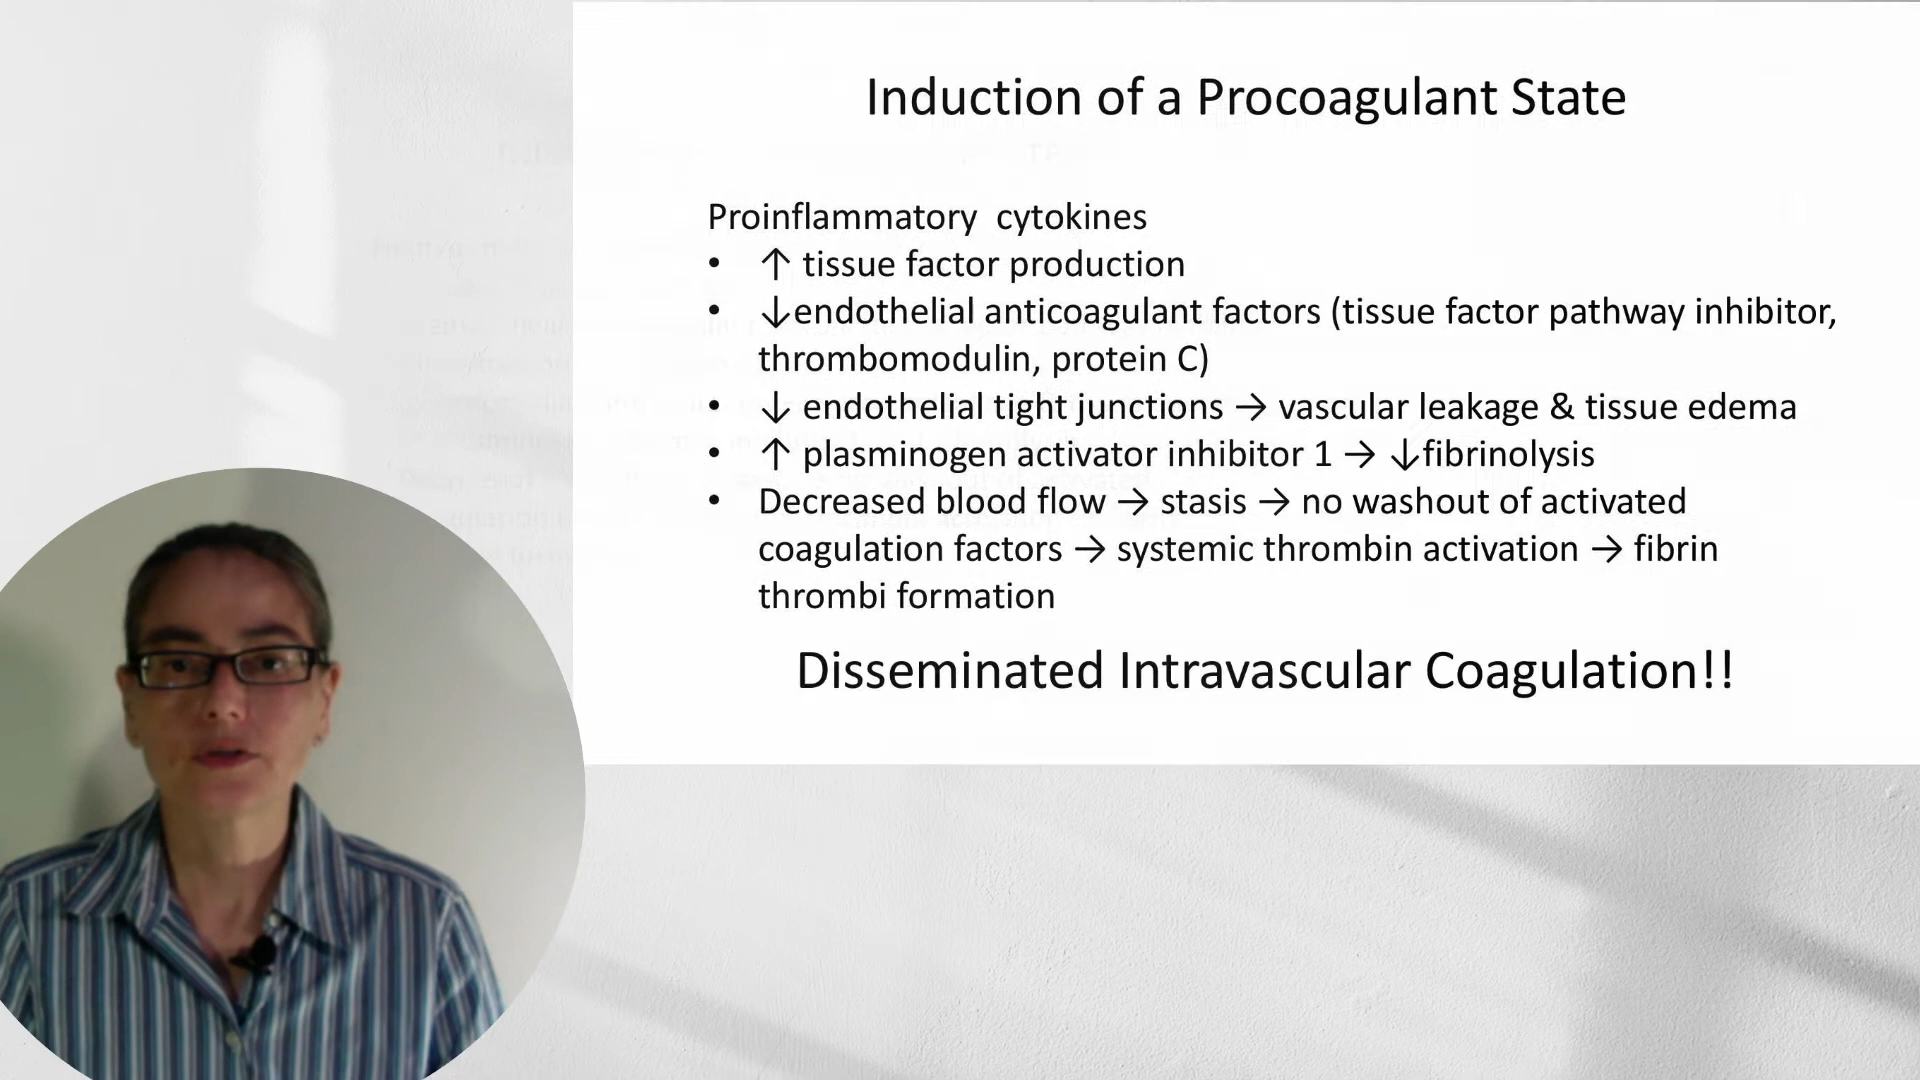 Induction of a Procoagulant State
Proinflammatory  cytokines
• ↑ tissue factor production
• ↓endothelial anticoagulant factors (tissue factor pathway inhibitor,
thrombomodulin, protein C)
• ↓ endothelial tight junctions → vascular leakage & tissue edema
• ↑ plasminogen activator inhibitor 1 → ↓fibrinolysis
• Decreased blood flow → stasis → no washout of activated
coagulation factors → systemic thrombin activation → fibrin
thrombi formation
Disseminated Intravascular Coagulation!!